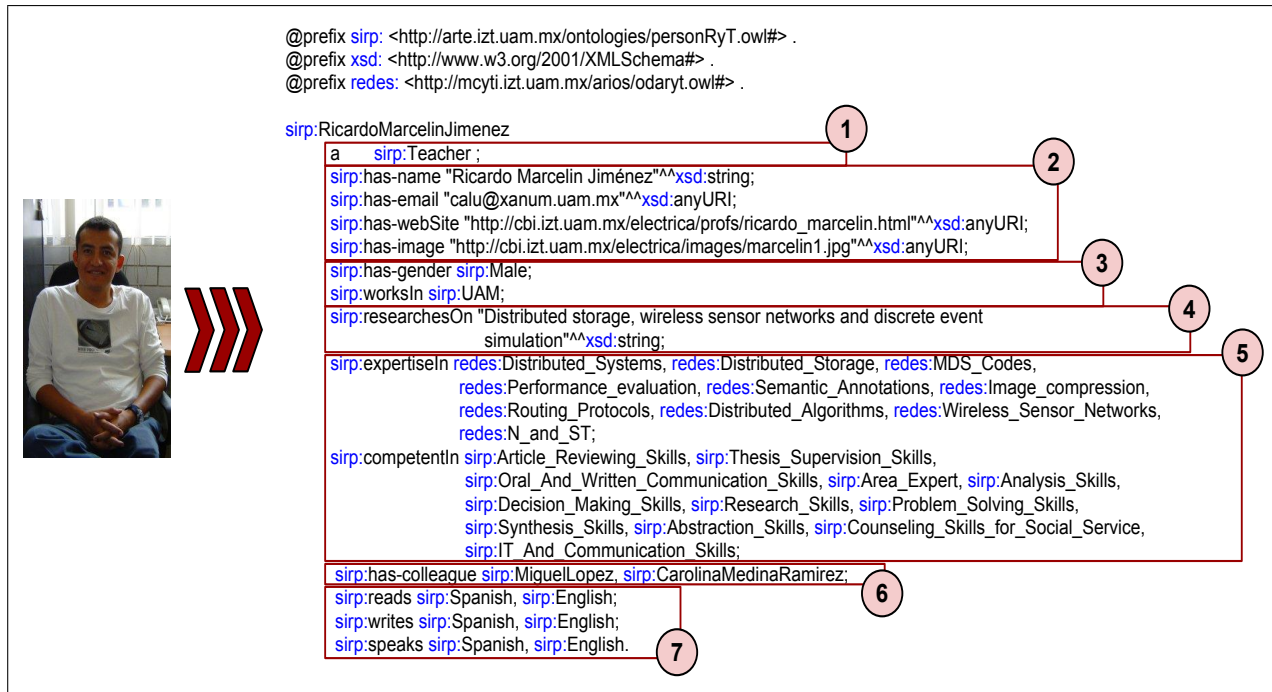 @prefix sirp: <http://arte.izt.uam.mx/ontologies/personRyT.owl#> .
@prefix xsd: <http://www.w3.org/2001/XMLSchema#> .
@prefix redes: <http://mcyti.izt.uam.mx/arios/odaryt.owl#> .
sirp:RicardoMarcelinJimenez
1
a sirp:Teacher ;
2
sirp:has-name "Ricardo Marcelin Jiménez"^^xsd:string;
sirp:has-email "calu@xanum.uam.mx"^^xsd:anyURI;
sirp:has-webSite "http://cbi.izt.uam.mx/electrica/profs/ricardo_marcelin.html"^^xsd:anyURI;
sirp:has-image "http://cbi.izt.uam.mx/electrica/images/marcelin1.jpg"^^xsd:anyURI;
3
sirp:has-gender sirp:Male;
sirp:worksIn sirp:UAM;
4
sirp:researchesOn "Distributed storage, wireless sensor networks and discrete event
simulation"^^xsd:string;
5
sirp:expertiseIn redes:Distributed_Systems, redes:Distributed_Storage, redes:MDS_Codes,
redes:Performance_evaluation, redes:Semantic_Annotations, redes:Image_compression,
redes:Routing_Protocols, redes:Distributed_Algorithms, redes:Wireless_Sensor_Networks,
redes:N_and_ST;
sirp:competentIn sirp:Article_Reviewing_Skills, sirp:Thesis_Supervision_Skills,
sirp:Oral_And_Written_Communication_Skills, sirp:Area_Expert, sirp:Analysis_Skills,
sirp:Decision_Making_Skills, sirp:Research_Skills, sirp:Problem_Solving_Skills,
sirp:Synthesis_Skills, sirp:Abstraction_Skills, sirp:Counseling_Skills_for_Social_Service,
sirp:IT_And_Communication_Skills;
sirp:has-colleague sirp:MiguelLopez, sirp:CarolinaMedinaRamirez;
6
sirp:reads sirp:Spanish, sirp:English;
sirp:writes sirp:Spanish, sirp:English;
sirp:speaks sirp:Spanish, sirp:English.
7